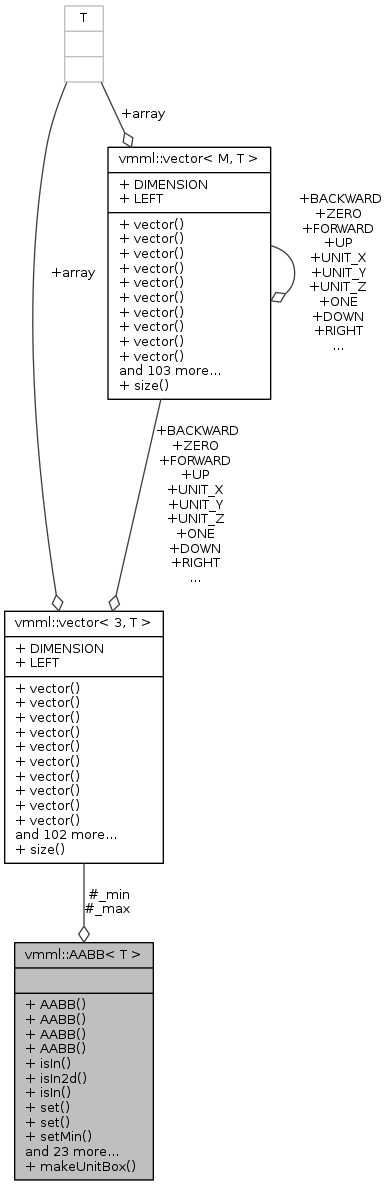 T
+array
vmml::vector< M, T >
+ DIMENSION
+ LEFT
+ vector()
+ vector()
+ vector()
+ vector()
+ vector()
+ vector()
+ vector()
+ vector()
+ vector()
+ vector()
and 103 more...
+ size()
+BACKWARD
+ZERO
+FORWARD
+UP
+UNIT_X
+UNIT_Y
+UNIT_Z
+ONE
+DOWN
+RIGHT
...
+array
+BACKWARD
+ZERO
+FORWARD
+UP
+UNIT_X
+UNIT_Y
+UNIT_Z
+ONE
+DOWN
+RIGHT
...
vmml::vector< 3, T >
+ DIMENSION
+ LEFT
+ vector()
+ vector()
+ vector()
+ vector()
+ vector()
+ vector()
+ vector()
+ vector()
+ vector()
+ vector()
and 102 more...
+ size()
#_min
#_max
vmml::AABB< T >
+ AABB()
+ AABB()
+ AABB()
+ AABB()
+ isIn()
+ isIn2d()
+ isIn()
+ set()
+ set()
+ setMin()
and 23 more...
+ makeUnitBox()